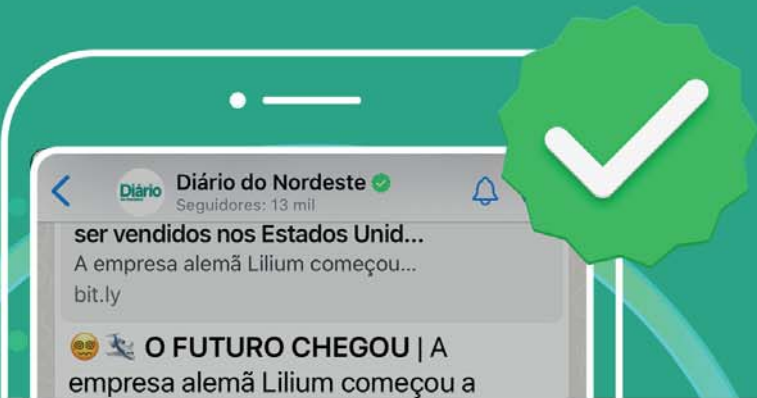 Diário
Diário do Nordeste
Seguidores: 13 mil
ser vendidos nos Estados Unid...
A empresa alemã Lilium começou...
bit.ly
O FUTURO CHEGOU | A
empresa alemã Lilium começou a